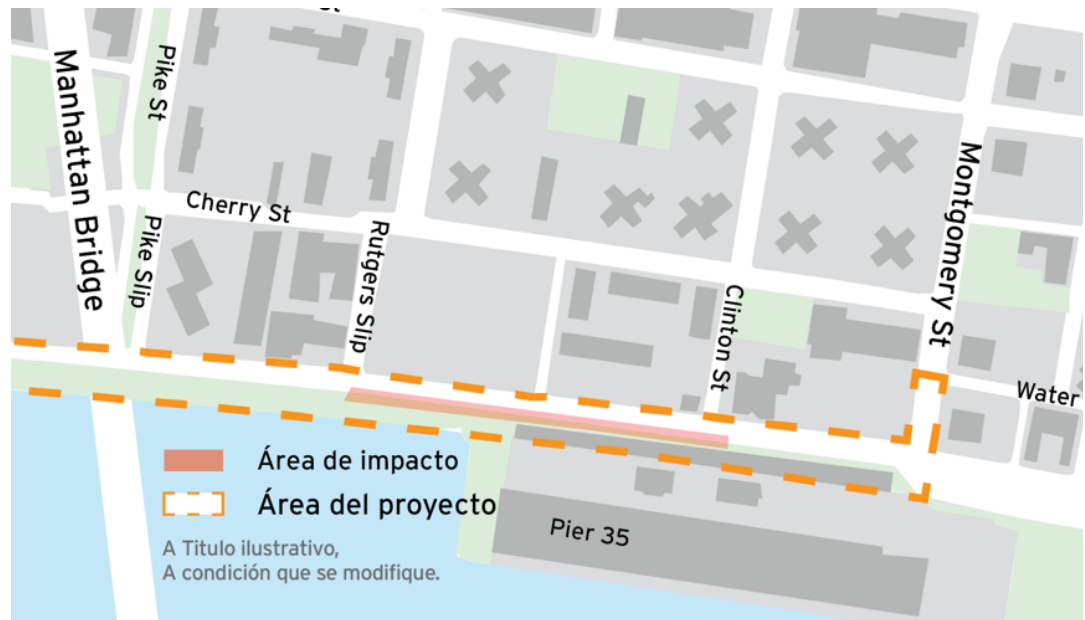 St
Pike St
Manhattan Bridge
Montgomery St
Cherry St
Pike Slip
Rutgers Slip
Clinton St
Water
Área de impacto
Área del proyecto
Pier 35
A Titulo ilustrativo,
A condición que se modifique.